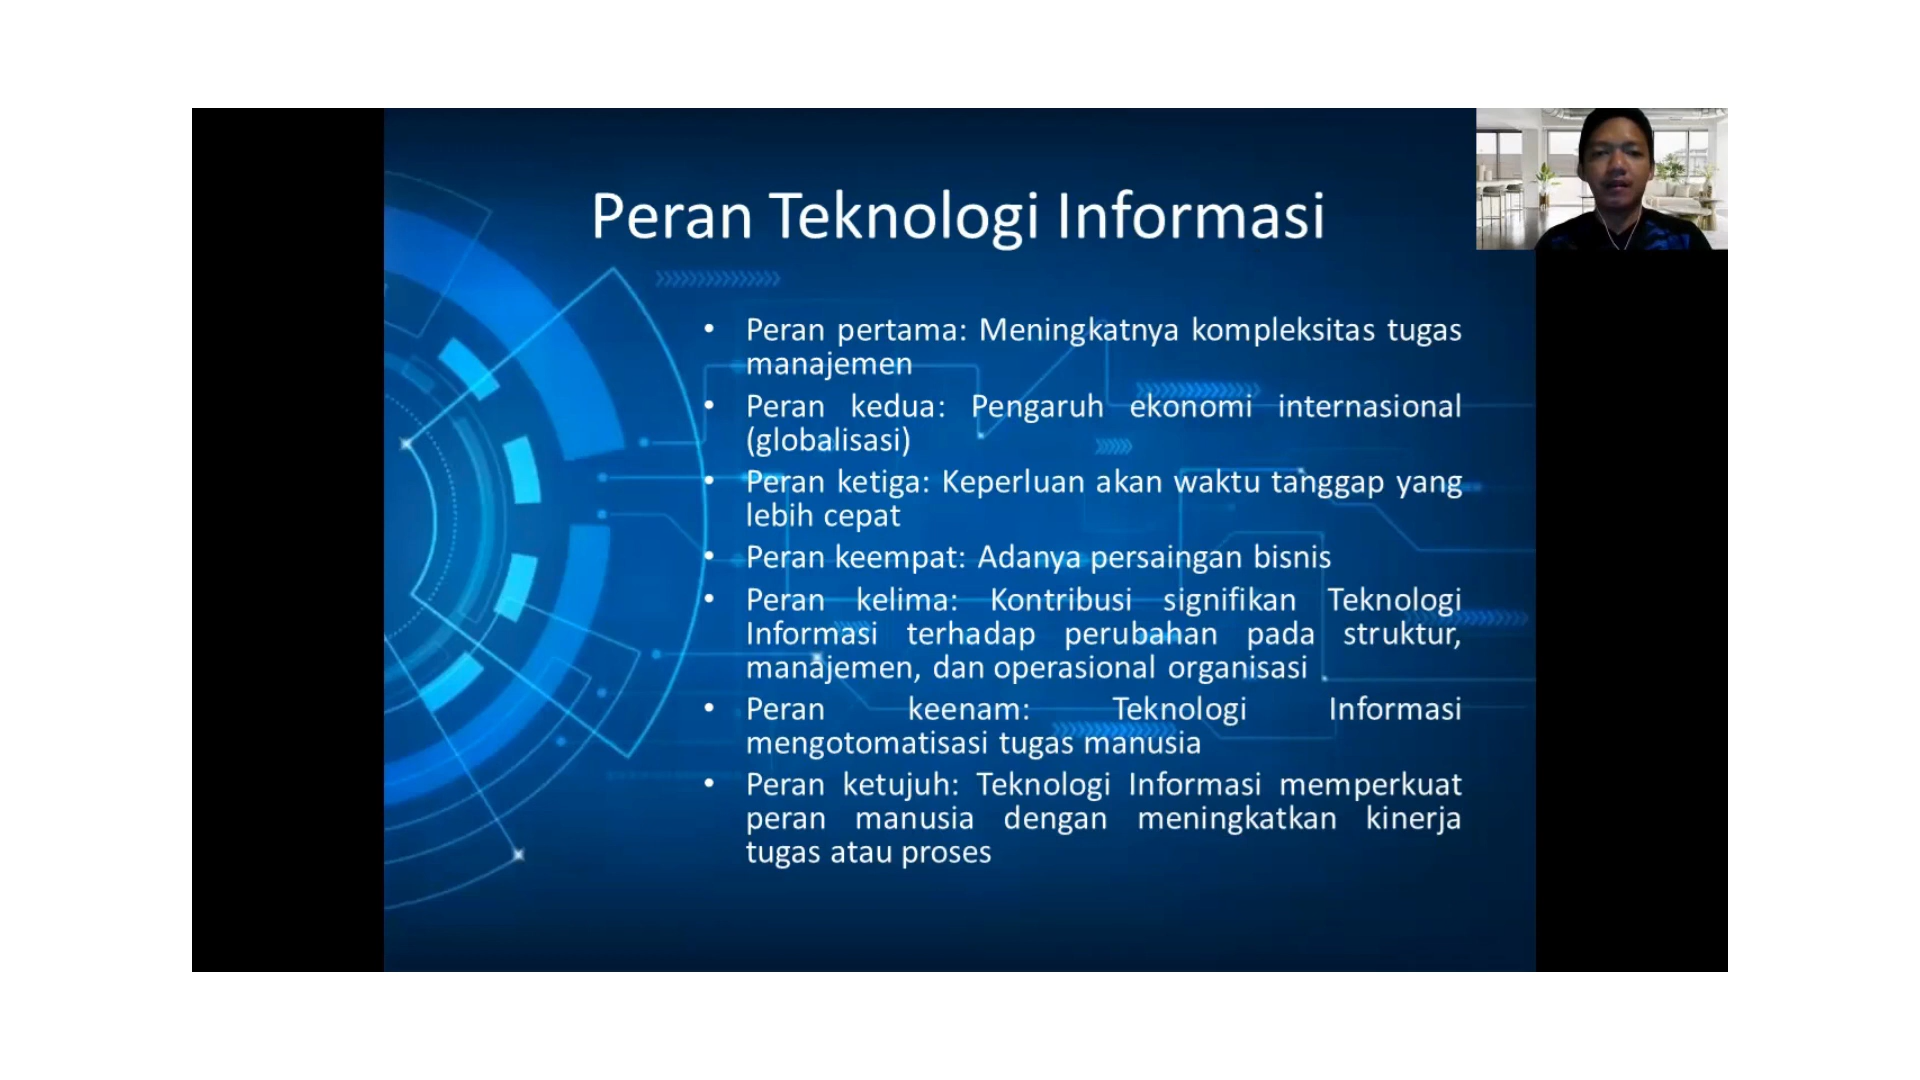 Peran Teknologi Informasi
• Peran pertama: Meningkatnya kompleksitas tugas
manajemen
• Peran kedua: Pengaruh ekonomi internasional
(globalisasi)
• Peran ketiga: Keperluan akan waktu tanggap yang
lebih cepat
• Peran keempat: Adanya persaingan bisnis
• Peran kelima: Kontribusi signifikan Teknologi
Informasi terhadap perubahan pada struktur,
manajemen, dan operasional organisasi
• Peran keenam: Teknologi Informasi
mengotomatisasi tugas manusia
• Peran ketujuh: Teknologi Informasi memperkuat
peran manusia dengan meningkatkan kinerja
tugas atau proses